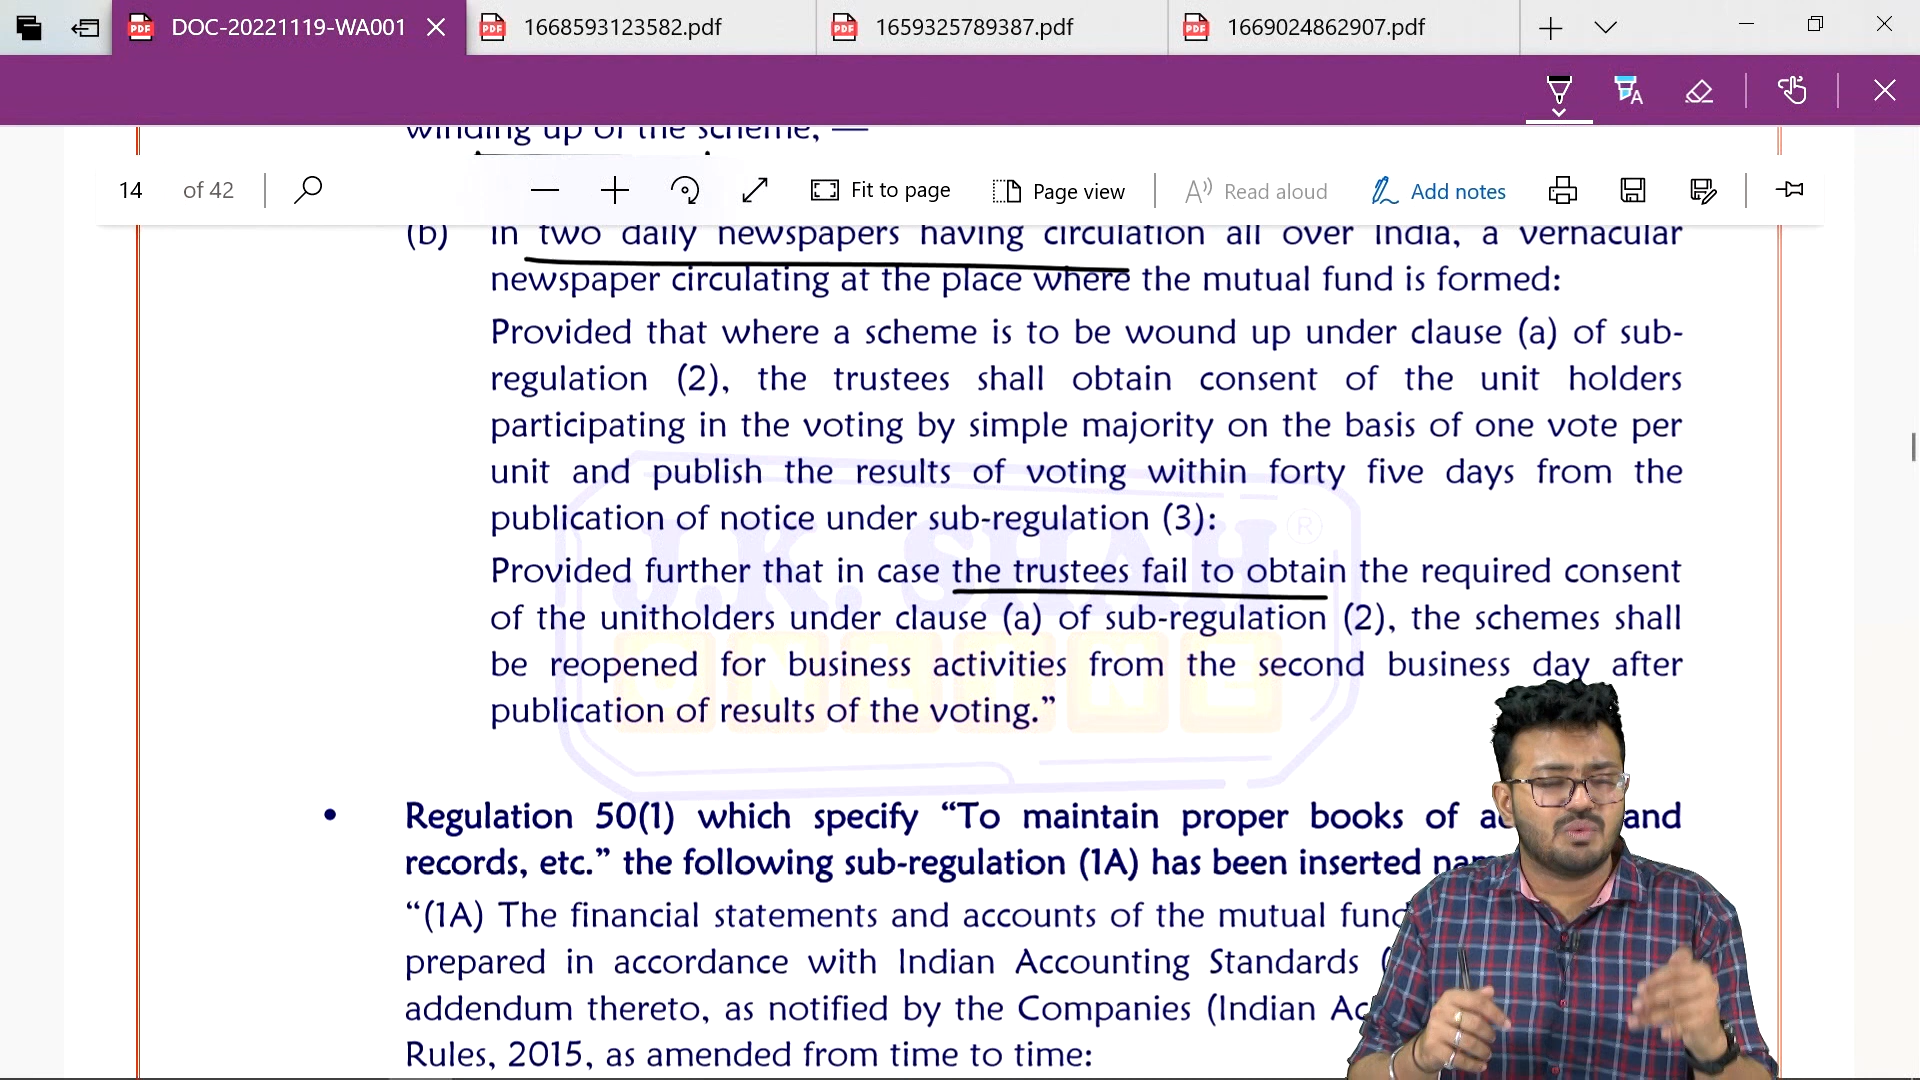 DOC-20221119-WA001
1668593123582.pdf
1659325789387.pdf
1669024862907.pdf
winding up of the scheme, —
14 of 42
Fit to page
Page view
Read aloud
Add notes
(b) in two daily newspapers having circulation all over India, a vernacular
newspaper circulating at the place where the mutual fund is formed:
Provided that where a scheme is to be wound up under clause (a) of sub-
regulation (2), the trustees shall obtain consent of the unit holders
participating in the voting by simple majority on the basis of one vote per
unit and publish the results of voting within forty five days from the
publication of notice under sub-regulation (3):
Provided further that in case the trustees fail to obtain the required consent
of the unitholders under clause (a) of sub-regulation (2), the schemes shall
be reopened for business activities from the second business day after
publication of results of the voting.”
J.K. SHAH ®
ONLINE
• Regulation 50(1) which specify “To maintain proper books of and
records, etc.” the following sub-regulation (1A) has been inserted
“(1A) The financial statements and accounts of the mutual fund
prepared in accordance with Indian Accounting Standards
addendum thereto, as notified by the Companies (Indian
Rules, 2015, as amended from time to time: